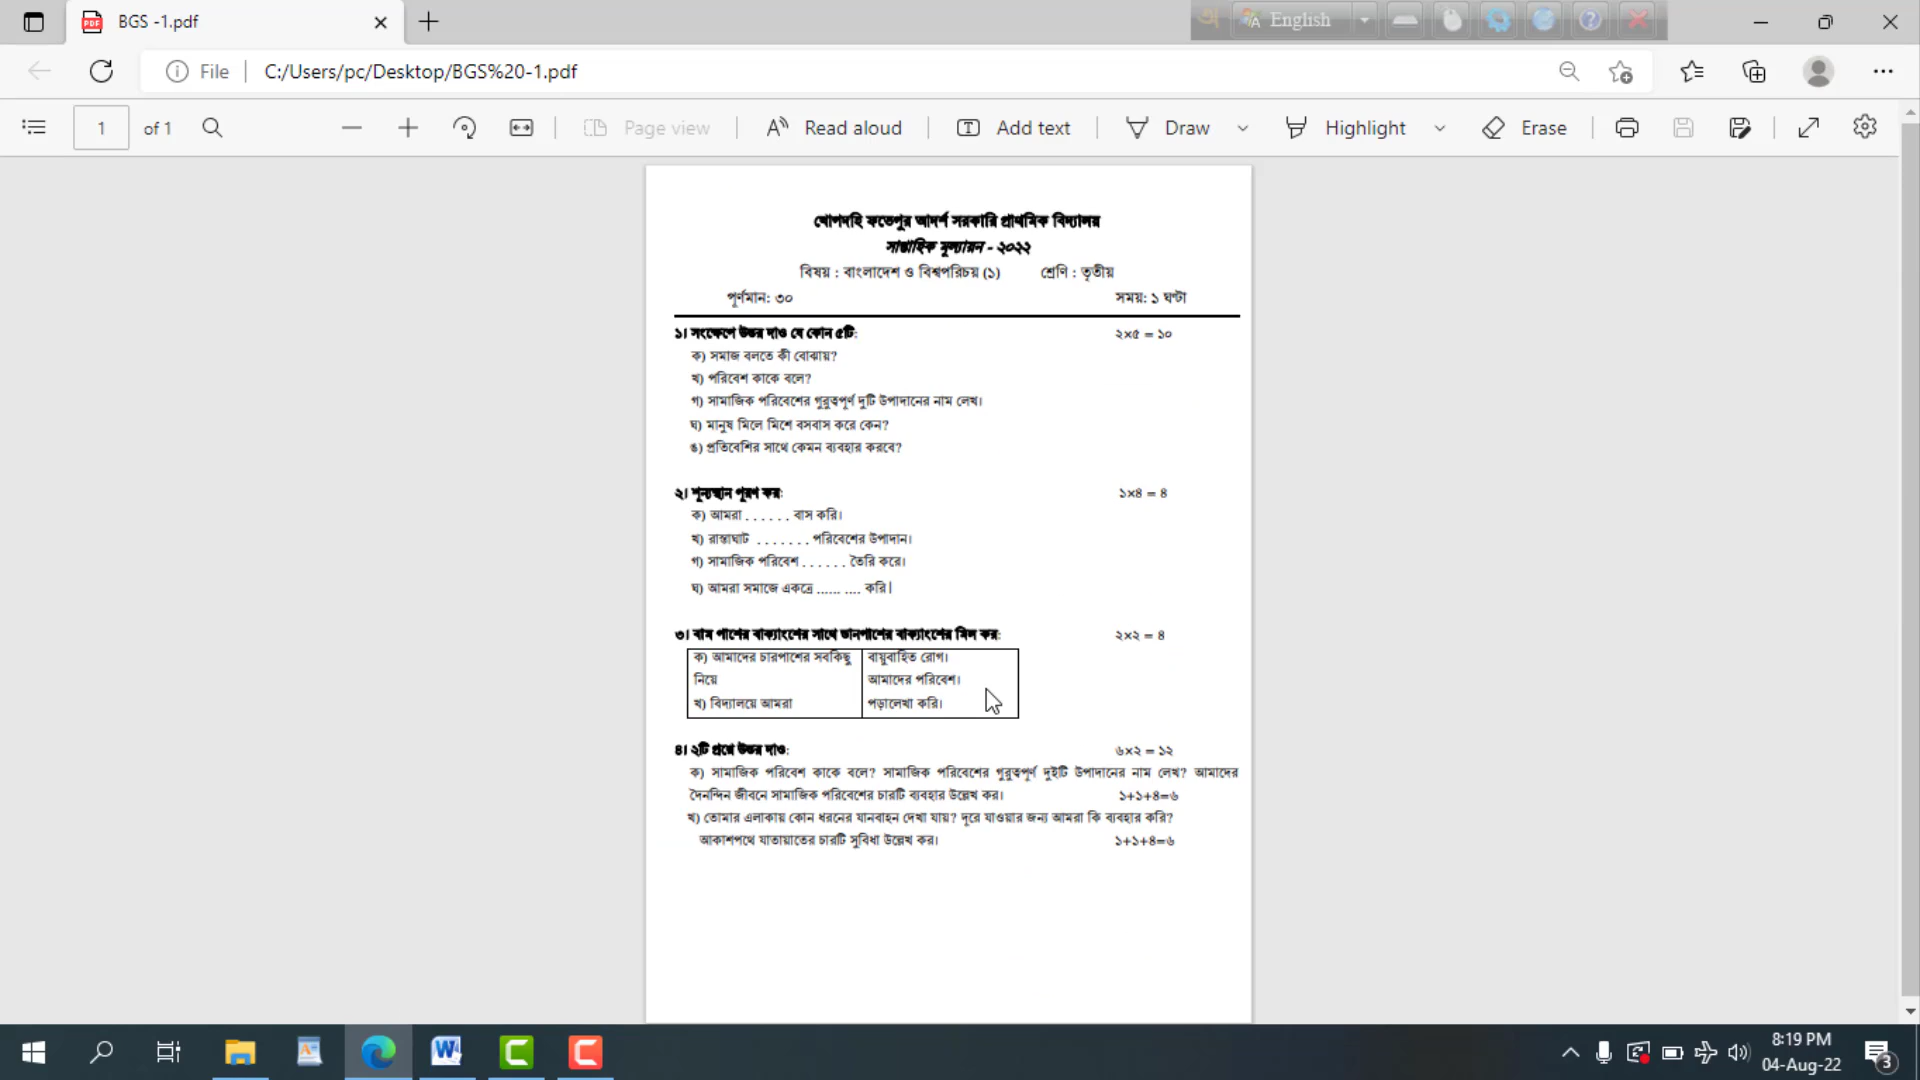 BGS -1.pdf
English
File
C:/Users/pc/Desktop/BGS%20-1.pdf
1 of 1
Page view
Read aloud
Add text
Draw
Highlight
Erase
খোপদহি ফতেপুর আদর্শ সরকারি প্রাথমিক বিদ্যালয়
সাপ্তাহিক মূল্যায়ন - ২০২২
বিষয় : বাংলাদেশ ও বিশ্বপরিচয় (১) শ্রেণি : তৃতীয়
পূর্ণমান: ৩০ সময়: ১ ঘণ্টা
১। সংক্ষেপে উত্তর দাও যে কোন ৫টি: ২×৫ = ১০
ক) সমাজ বলতে কী বোঝায়?
খ) পরিবেশ কাকে বলে?
গ) সামাজিক পরিবেশের গুরুত্বপূর্ণ দুটি উপাদানের নাম লেখ।
ঘ) মানুষ মিলে মিশে বসবাস করে কেন?
ঙ) প্রতিবেশির সাথে কেমন ব্যবহার করবে?
২। শূন্যস্থান পূরণ কর: ১×৪ = ৪
ক) আমরা . . . . . . বাস করি।
খ) রাস্তাঘাট . . . . . . . পরিবেশের উপাদান।
গ) সামাজিক পরিবেশ . . . . . . তৈরি করে।
ঘ) আমরা সমাজে একত্রে ...... .... করি|
৩। বাম পাশের বাক্যাংশের সাথে ডানপাশের বাক্যাংশের মিল কর: ২×২ = ৪
ক) আমাদের চারপাশের সবকিছু বায়ুবাহিত রোগ।
নিয়ে আমাদের পরিবেশ।
খ) বিদ্যালয়ে আমরা পড়ালেখা করি।
৪। ২টি প্রশ্নে উত্তর দাও: ৬×২ = ১২
ক) সামাজিক পরিবেশ কাকে বলে? সামাজিক পরিবেশের গুরুত্বপূর্ণ দুইটি উপাদানের নাম লেখ? আমাদের
দৈনন্দিন জীবনে সামাজিক পরিবেশের চারটি ব্যবহার উল্লেখ কর। ১+১+৪=৬
খ) তোমার এলাকায় কোন ধরনের যানবাহন দেখা যায়? দূরে যাওয়ার জন্য আমরা কি ব্যবহার করি?
আকাশপথে যাতায়াতের চারটি সুবিধা উল্লেখ কর। ১+১+৪=৬
8:19 PM
04-Aug-22
3